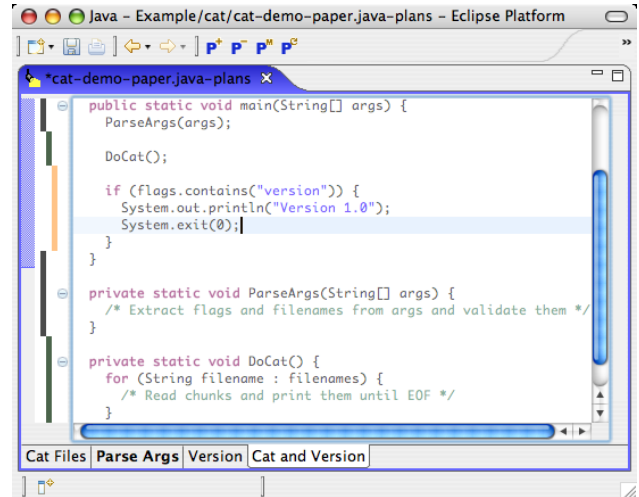 Java - Example/cat/cat-demo-paper.java-plans - Eclipse Platform
P+ P- PM PC
»
*cat-demo-paper.java-plans
public static void main(String[] args) {
ParseArgs(args);
DoCat();
if (flags.contains("version")) {
System.out.println("Version 1.0");
System.exit(0);
}
}
private static void ParseArgs(String[] args) {
/* Extract flags and filenames from args and validate them */
}
private static void DoCat() {
for (String filename : filenames) {
/* Read chunks and print them until EOF */
}
Cat Files Parse Args Version Cat and Version